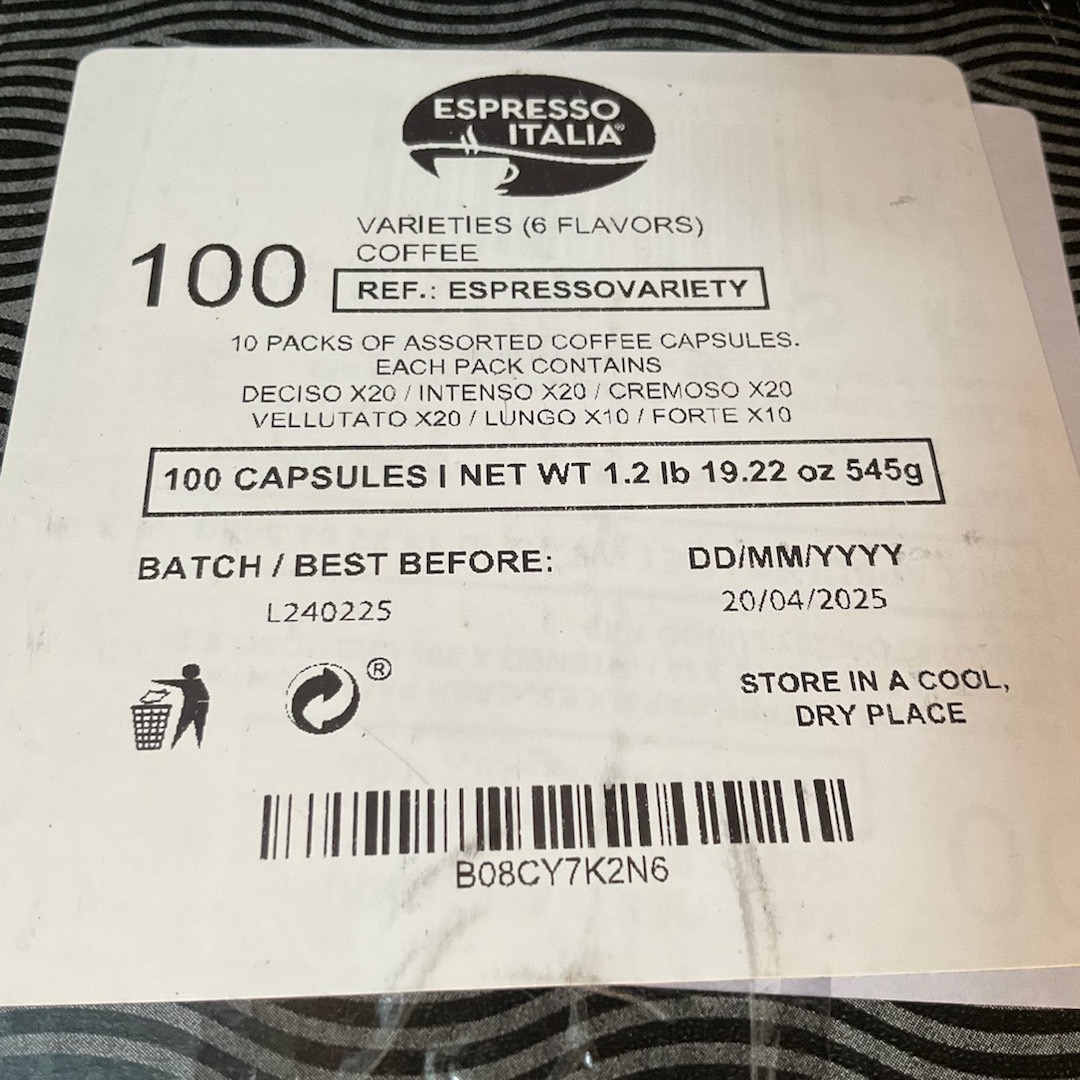 ESPRESSO
ITALIA®
VARIETIES (6 FLAVORS)
COFFEE
100
REF.: ESPRESSOVARIETY
10 PACKS OF ASSORTED COFFEE CAPSULES.
EACH PACK CONTAINS
DECISO X20 / INTENSO X20 / CREMOSO X20
VELLUTATO X20 / LUNGO X10 / FORTE X10
100 CAPSULES I NET WT 1.2 lb 19.22 oz 545g
BATCH / BEST BEFORE: DD/MM/YYYY
L240225 20/04/2025
®
STORE IN A COOL,
DRY PLACE
B08CY7K2N6